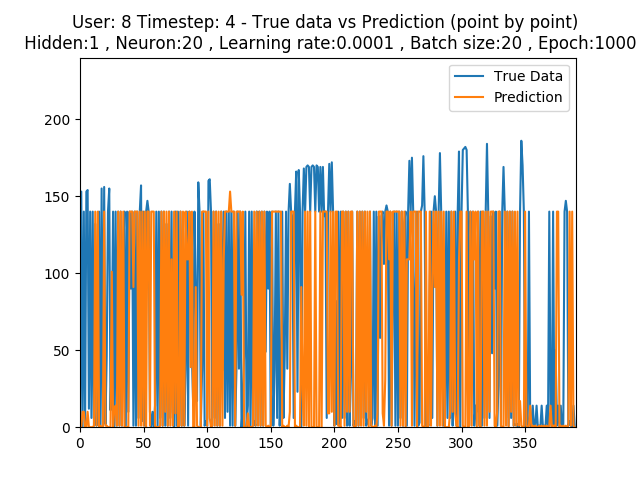 User: 8 Timestep: 4 - True data vs Prediction (point by point)
Hidden:1 , Neuron:20 , Learning rate:0.0001 , Batch size:20 , Epoch:1000
True Data
Prediction
200
150
100
50
0
0 50 100 150 200 250 300 350